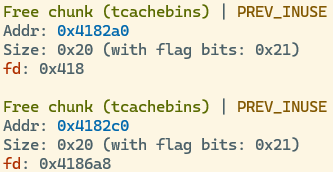 Free chunk (tcachebins) | PREV_INUSE
Addr: 0x4182a0
Size: 0x20 (with flag bits: 0x21)
fd: 0x418

Free chunk (tcachebins) | PREV_INUSE
Addr: 0x4182c0
Size: 0x20 (with flag bits: 0x21)
fd: 0x4186a8